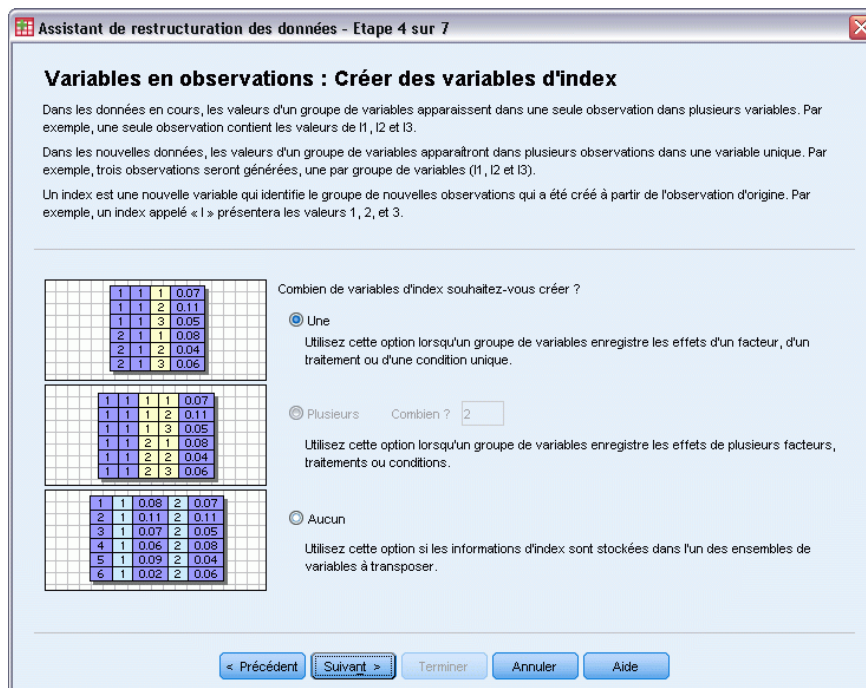 Assistant de restructuration des données - Etape 4 sur 7
Variables en observations : Créer des variables d'index
Dans les données en cours, les valeurs d'un groupe de variables apparaissent dans une seule observation dans plusieurs variables. Par
exemple, une seule observation contient les valeurs de I1, I2 et I3.
Dans les nouvelles données, les valeurs d'un groupe de variables apparaîtront dans plusieurs observations dans une variable unique. Par
exemple, trois observations seront générées, une par groupe de variables (I1, I2 et I3).
Un index est une nouvelle variable qui identifie le groupe de nouvelles observations qui a été créé à partir de l'observation d'origine. Par
exemple, un index appelé « I » présentera les valeurs 1, 2, et 3.
1 1 1 0.07
1 1 2 0.11
1 1 3 0.05
2 1 1 0.08
2 1 2 0.04
2 1 3 0.06
Combien de variables d'index souhaitez-vous créer ?
Une
Utilisez cette option lorsqu'un groupe de variables enregistre les effets d'un facteur, d'un
traitement ou d'une condition unique.
1 1 1 1 0.07
1 1 1 2 0.11
1 1 1 3 0.05
1 1 2 1 0.08
1 1 2 2 0.04
1 1 2 3 0.06
Plusieurs Combien ? 2
Utilisez cette option lorsqu'un groupe de variables enregistre les effets de plusieurs facteurs,
traitements ou conditions.
1 1 0.08 2 0.07
2 1 0.11 2 0.11
3 1 0.07 2 0.05
4 1 0.06 2 0.08
5 1 0.09 2 0.04
6 1 0.02 2 0.06
Aucun
Utilisez cette option si les informations d'index sont stockées dans l'un des ensembles de
variables à transposer.
< Précédent Suivant > Terminer Annuler Aide